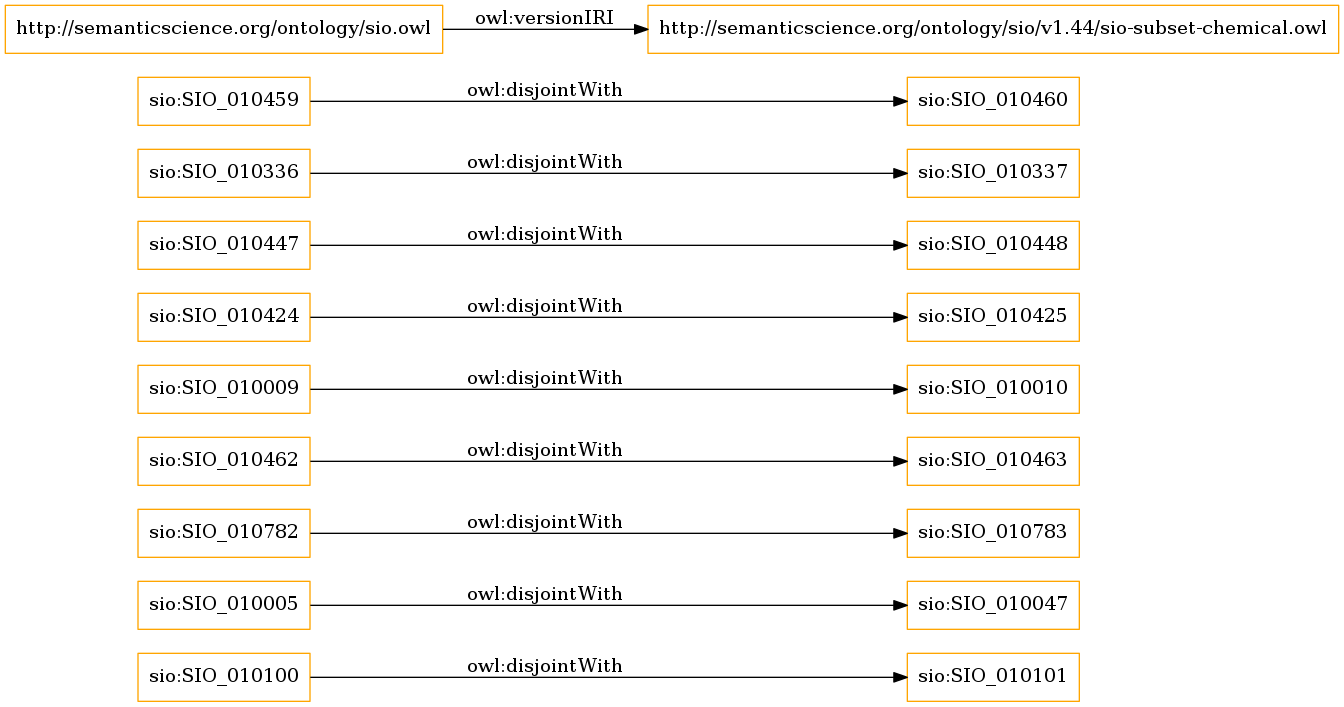 http://semanticscience.org/ontology/sio.owl owl:versionIRI http://semanticscience.org/ontology/sio/v1.44/sio-subset-chemical.owl
sio:SIO_010459 owl:disjointWith sio:SIO_010460
sio:SIO_010336 owl:disjointWith sio:SIO_010337
sio:SIO_010447 owl:disjointWith sio:SIO_010448
sio:SIO_010424 owl:disjointWith sio:SIO_010425
sio:SIO_010009 owl:disjointWith sio:SIO_010010
sio:SIO_010462 owl:disjointWith sio:SIO_010463
sio:SIO_010782 owl:disjointWith sio:SIO_010783
sio:SIO_010005 owl:disjointWith sio:SIO_010047
sio:SIO_010100 owl:disjointWith sio:SIO_010101